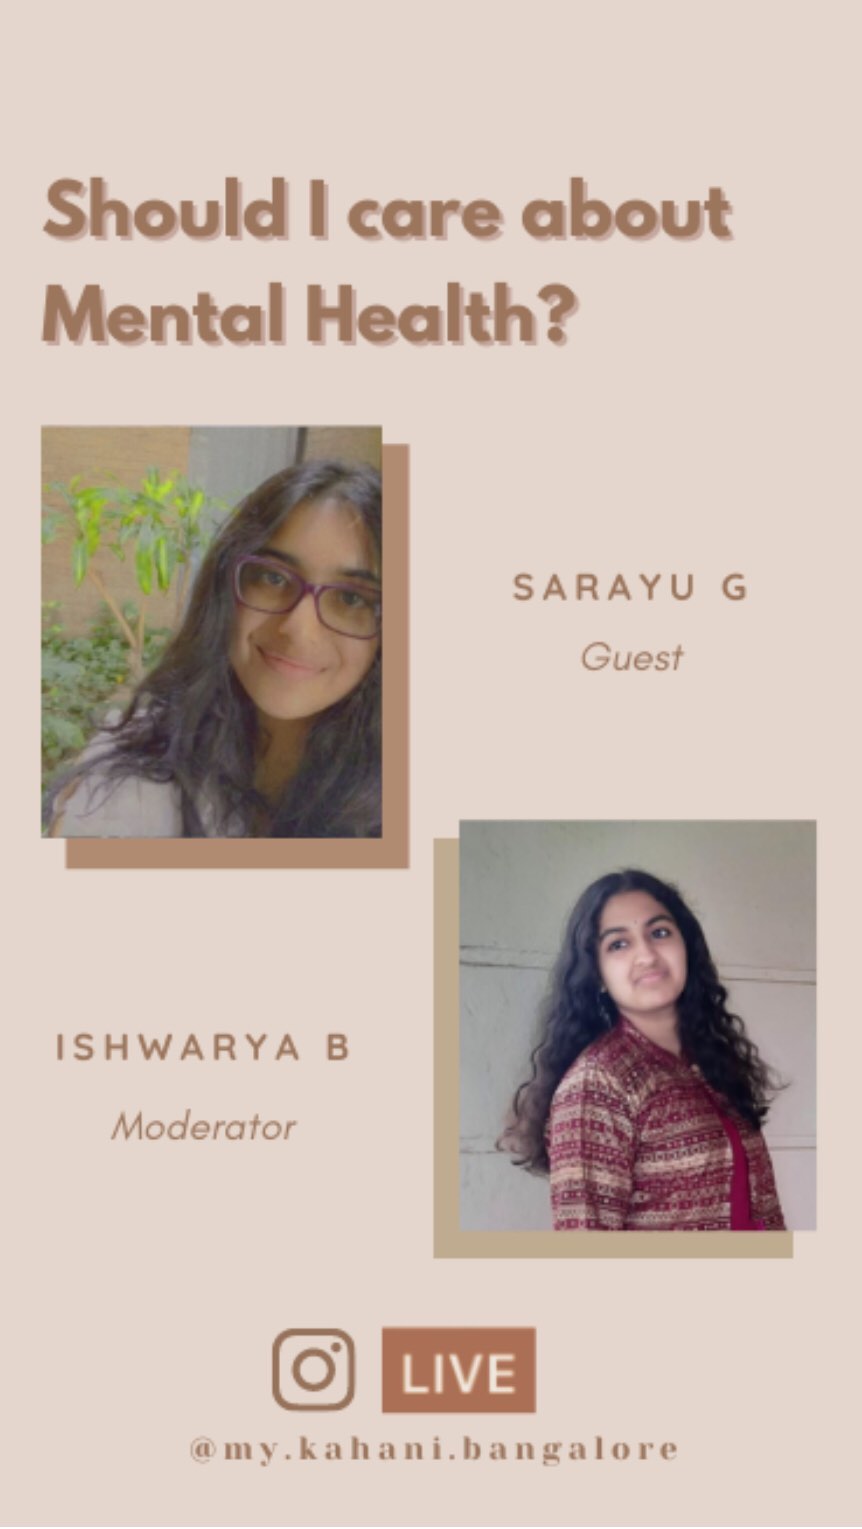 Should I care about
Mental Health?
SARAYU G
Guest
ISHWARYA B
Moderator
LIVE
@my.kahani.bangalore